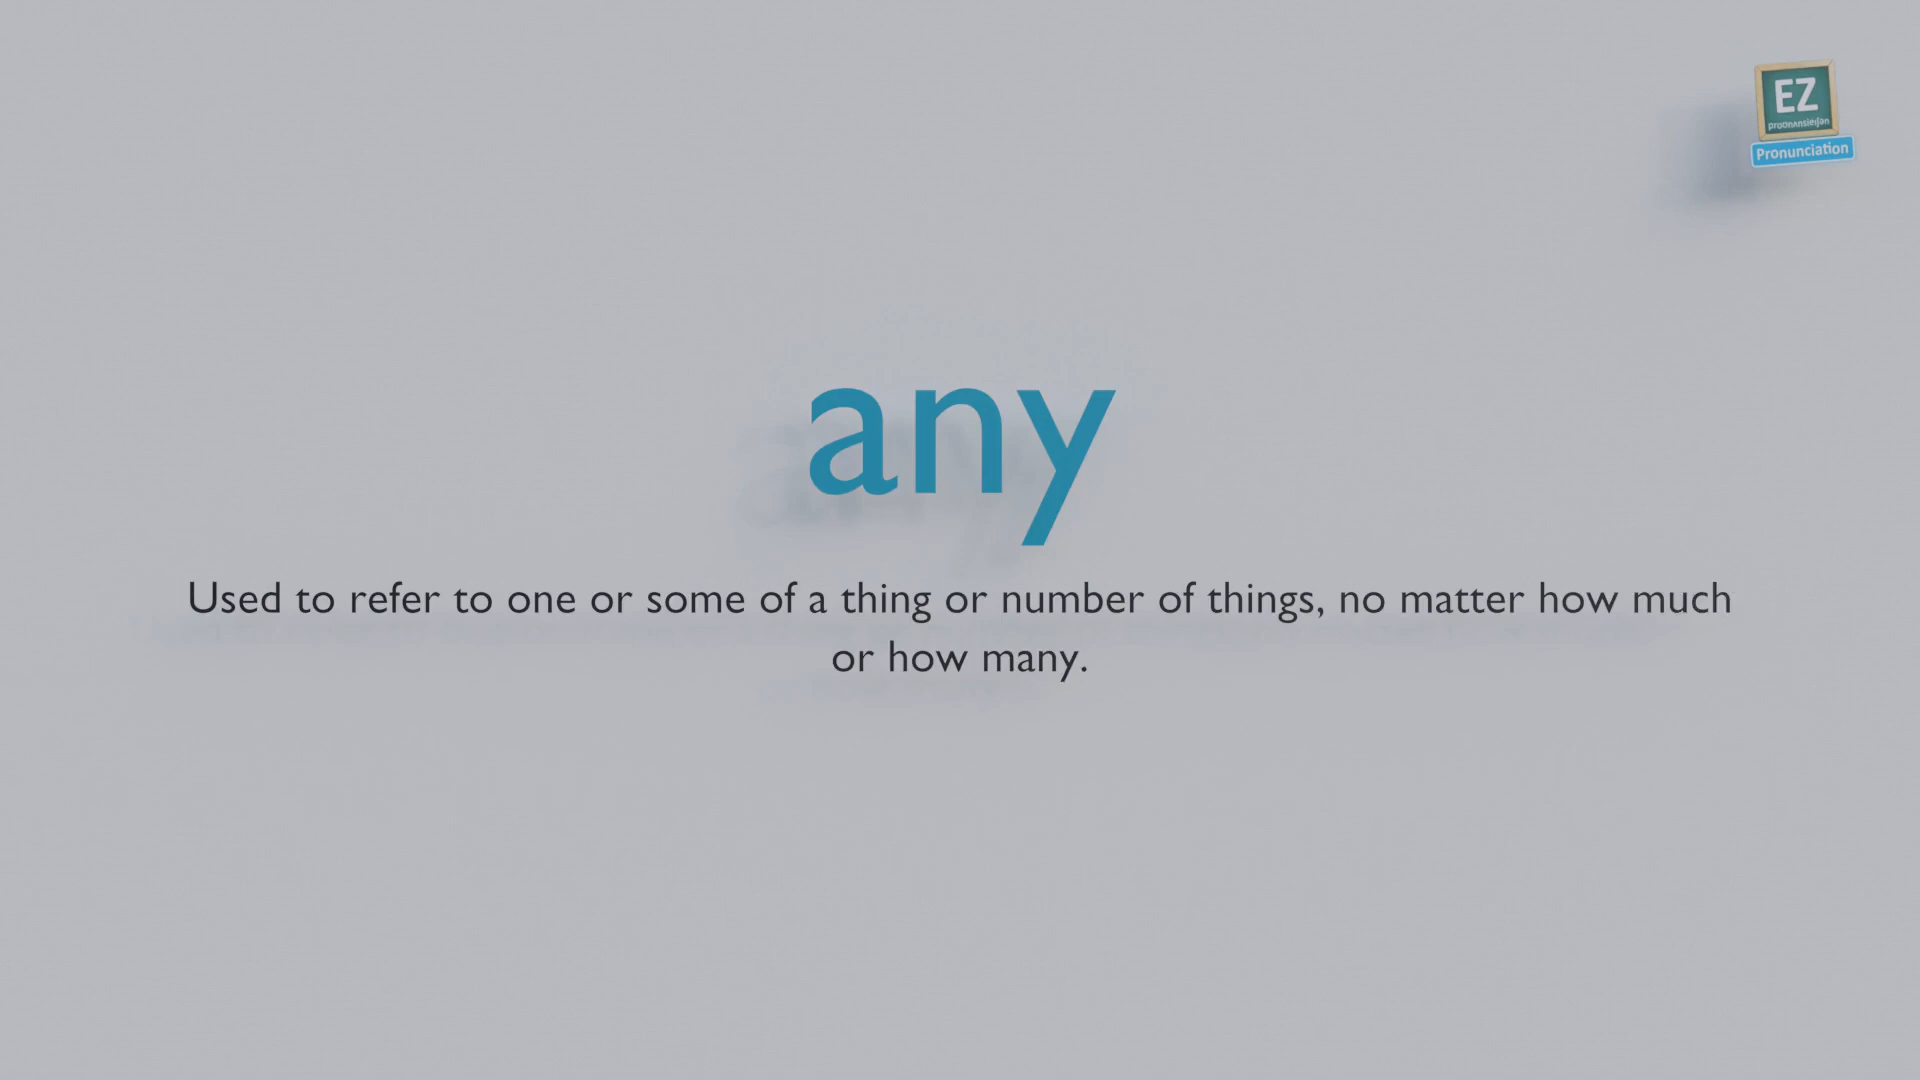 EZ
Pronunciation
any
Used to refer to one or some of a thing or number of things, no matter how much
or how many.